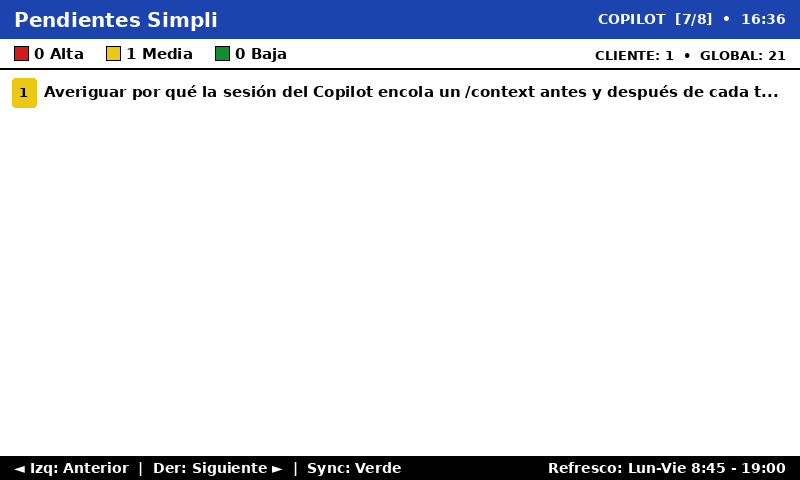 Pendientes Simpli
COPILOT [7/8] • 16:36
0 Alta 1 Media 0 Baja
CLIENTE: 1 • GLOBAL: 21
1 Averiguar por qué la sesión del Copilot encola un /context antes y después de cada t...
◄ Izq: Anterior | Der: Siguiente ► | Sync: Verde
Refresco: Lun-Vie 8:45 - 19:00